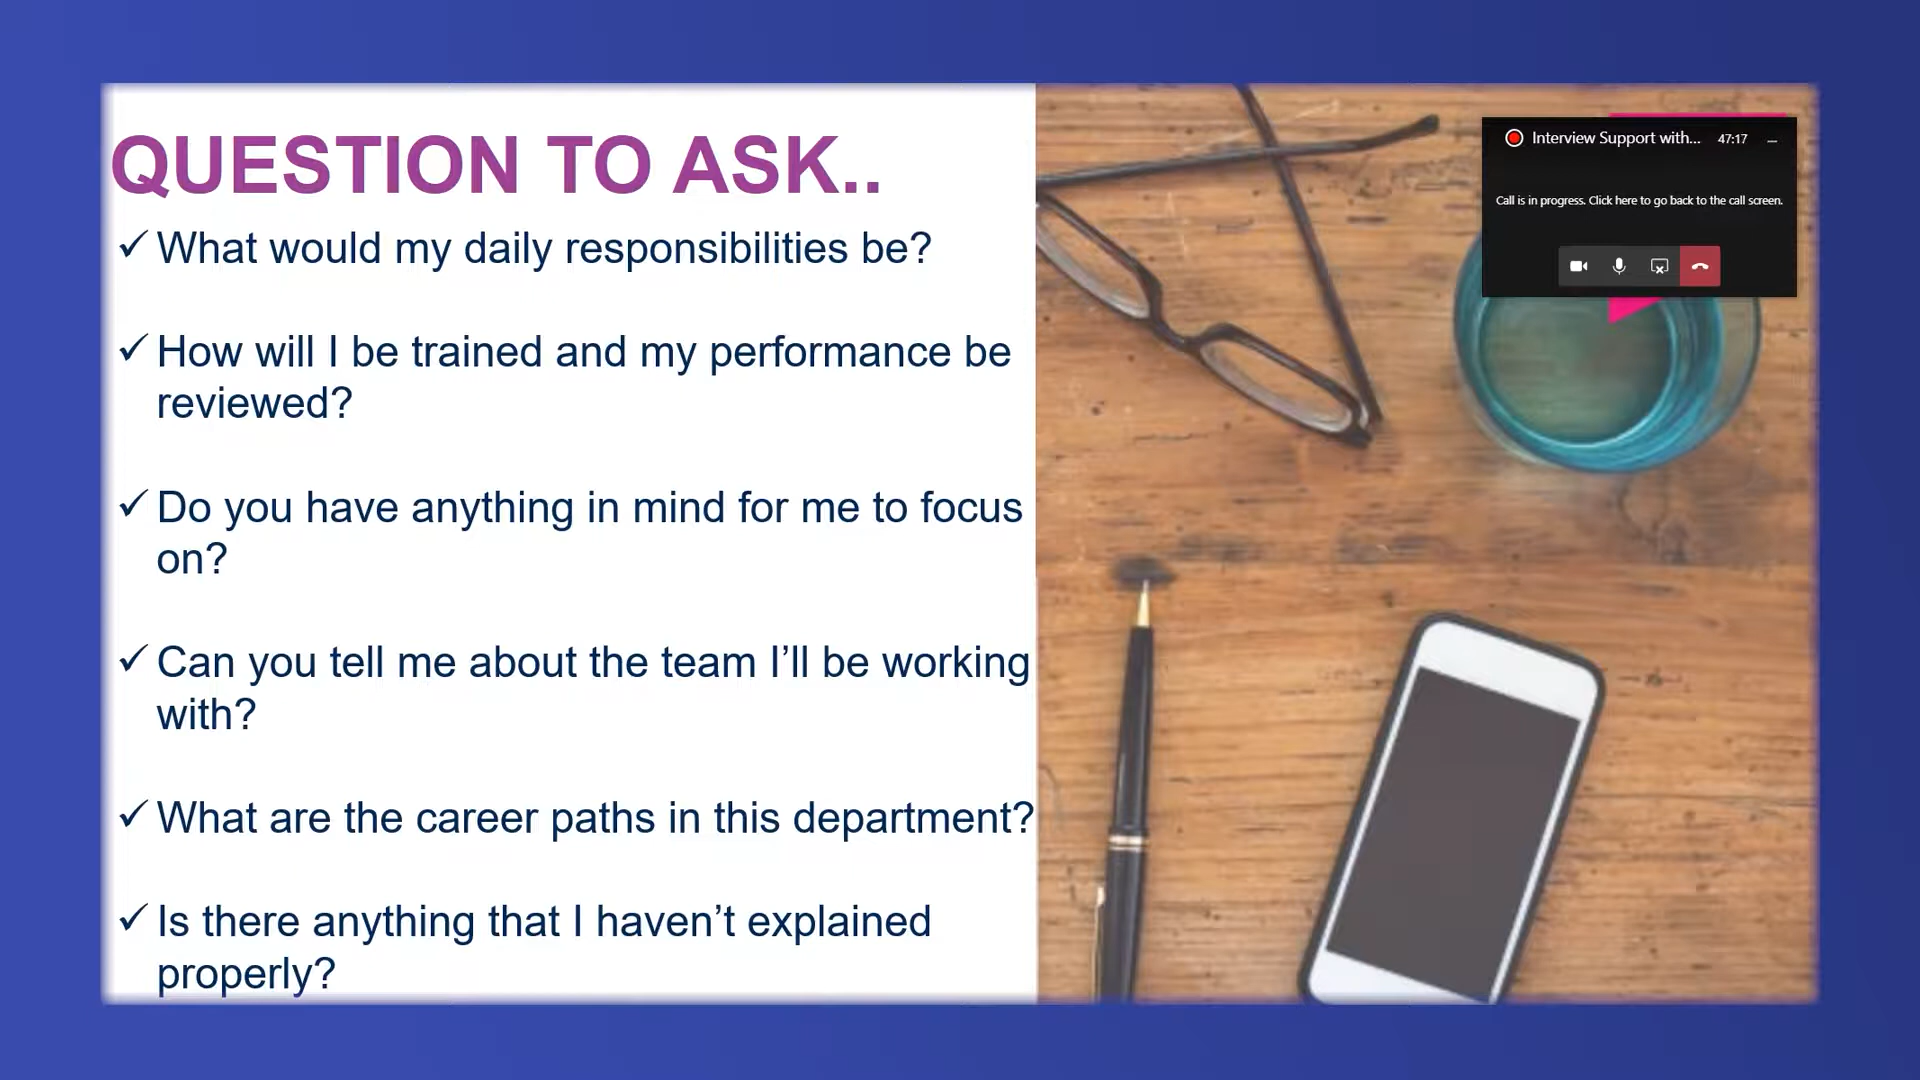 QUESTION TO ASK..
✓ What would my daily responsibilities be?
✓ How will I be trained and my performance be
reviewed?
✓ Do you have anything in mind for me to focus
on?
✓ Can you tell me about the team I’ll be working
with?
✓ What are the career paths in this department?
✓ Is there anything that I haven’t explained
properly?
Interview Support with... 47:17
Call is in progress. Click here to go back to the call screen.